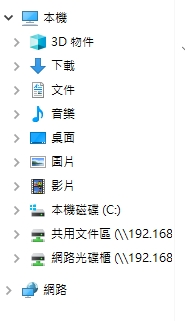 本機
3D 物件
下載
文件
音樂
桌面
圖片
影片
本機磁碟 (C:)
共用文件區 (\\192.168
網路光碟櫃 (\\192.168
網路